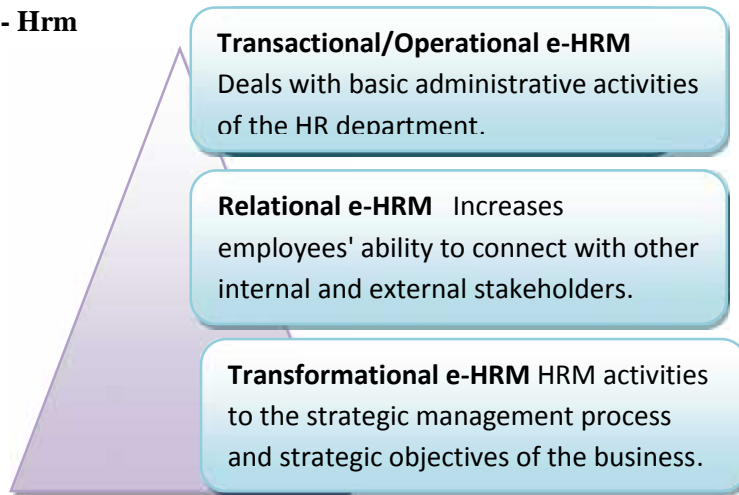 - Hrm
Transactional/Operational e-HRM
Deals with basic administrative activities
of the HR department.
Relational e-HRM Increases
employees' ability to connect with other
internal and external stakeholders.
Transformational e-HRM HRM activities
to the strategic management process
and strategic objectives of the business.